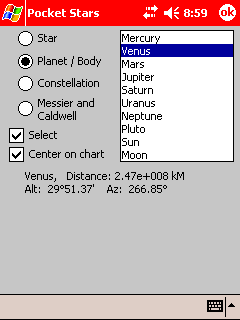 Pocket Stars 8:59 ok
Star
Planet / Body
Constellation
Messier and
Caldwell
Select
Center on chart
Mercury
Venus
Mars
Jupiter
Saturn
Uranus
Neptune
Pluto
Sun
Moon
Venus, Distance: 2.47e+008 kM
Alt: 29°51.37' Az: 266.85°